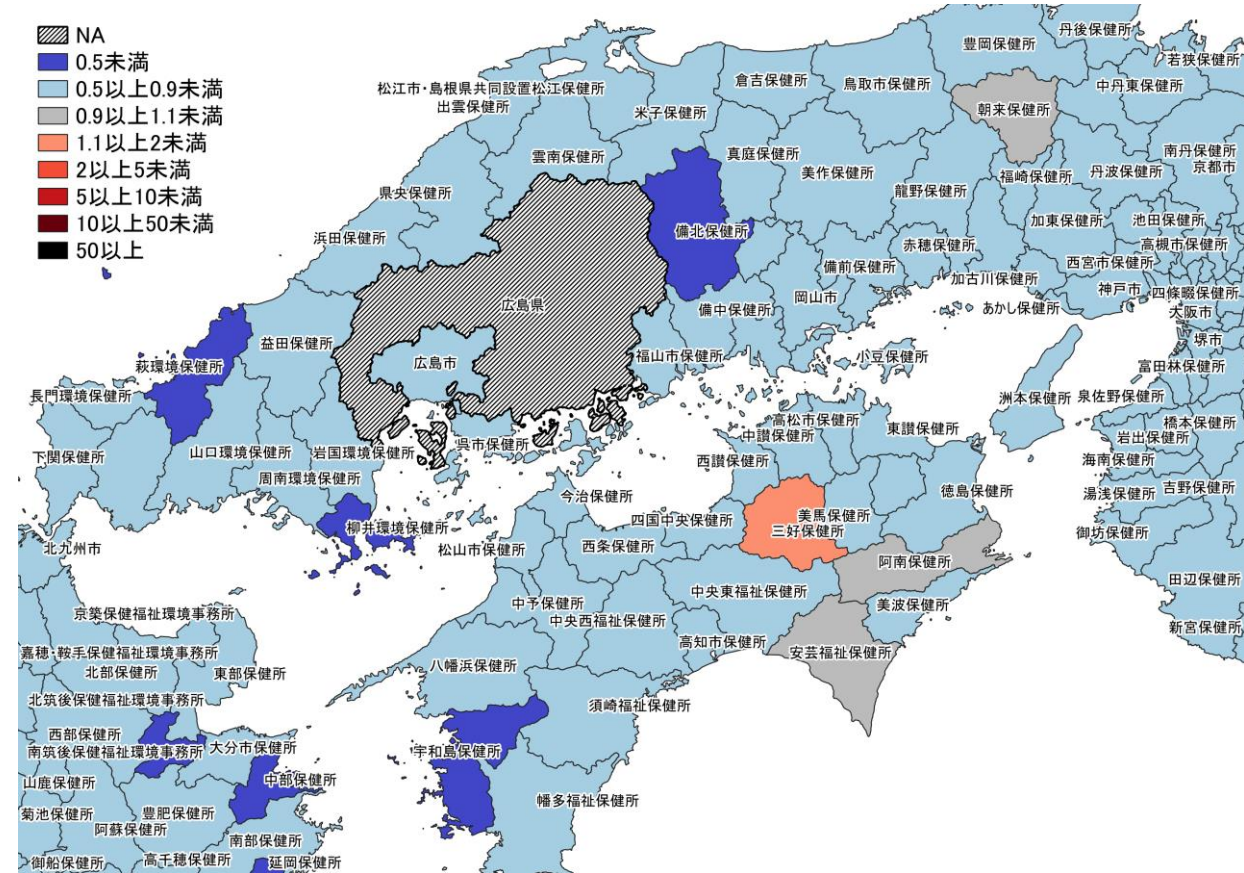 NA
0.5未満
0.5以上0.9未満
0.9以上1.1未満
1.1以上2未満
2以上5未満
5以上10未満
10以上50未満
50以上
丹後保健所
豊岡保健所
若狭保健所
倉吉保健所
鳥取市保健所
中丹東保健所
松江市・島根県共同設置松江保健所
出雲保健所
米子保健所
朝来保健所
南丹保健所
京都市
雲南保健所
真庭保健所
美作保健所
福崎保健所
丹波保健所
県央保健所
龍野保健所
加東保健所
池田保健所
浜田保健所
備北保健所
赤穂保健所
高槻市保健所
西宮市保健所
備前保健所
加古川保健所
神戸市
四條畷保健所
岡山市
あかし保健所
大阪市
広島県
備中保健所
堺市
益田保健所
広島市
福山市保健所
小豆保健所
萩環境保健所
富田林保健所
長門環境保健所
洲本保健所
泉佐野保健所
高松市保健所
橋本保健所
中讃保健所
東讃保健所
岩出保健所
呉市保健所
下関保健所
山口環境保健所
岩国環境保健所
西讃保健所
海南保健所
周南環境保健所
徳島保健所
湯浅保健所
吉野保健所
今治保健所
美馬保健所
四国中央保健所
三好保健所
柳井環境保健所
御坊保健所
北九州市
松山市保健所
西条保健所
阿南保健所
田辺保健所
中予保健所
中央東福祉保健所
美波保健所
京築保健福祉環境事務所
中央西福祉保健所
新宮保健所
高知市保健所
嘉穂・鞍手保健福祉環境事務所
安芸福祉保健所
北部保健所
東部保健所
八幡浜保健所
北筑後保健福祉環境事務所
須崎福祉保健所
西部保健所
大分市保健所
南筑後保健福祉環境事務所
宇和島保健所
山鹿保健所
中部保健所
幡多福祉保健所
菊池保健所
豊肥保健所
阿蘇保健所
南部保健所
御船保健所
高千穂保健所
延岡保健所